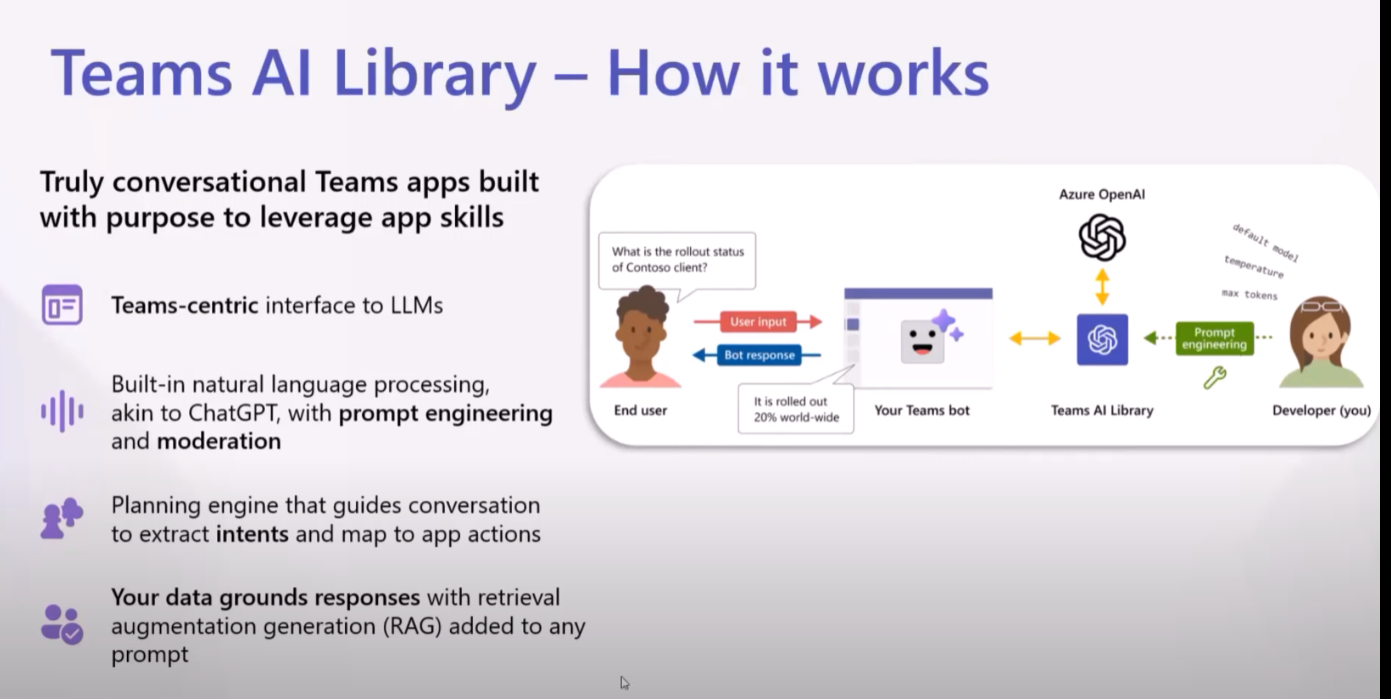 Teams AI Library – How it works
Truly conversational Teams apps built
with purpose to leverage app skills
Teams-centric interface to LLMs
Built-in natural language processing,
akin to ChatGPT, with prompt engineering
and moderation
Planning engine that guides conversation
to extract intents and map to app actions
Your data grounds responses with retrieval
augmentation generation (RAG) added to any
prompt
Azure OpenAI
What is the rollout status
of Contoso client?
default model
temperature
max tokens
User input
Bot response
Prompt
engineering
It is rolled out
20% world-wide
End user
Your Teams bot
Teams AI Library
Developer (you)